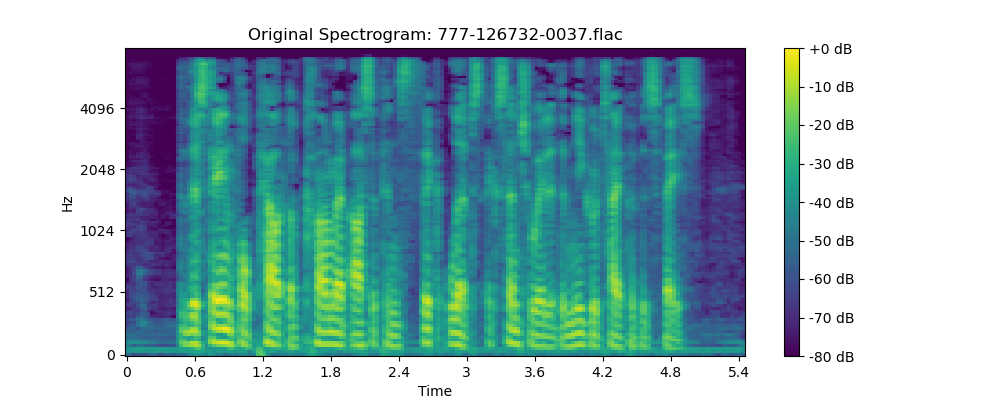 Original Spectrogram: 777-126732-0037.flac
Hz
4096
2048
1024
512
0
0 0.6 1.2 1.8 2.4 3 3.6 4.2 4.8 5.4
Time
+0 dB
-10 dB
-20 dB
-30 dB
-40 dB
-50 dB
-60 dB
-70 dB
-80 dB